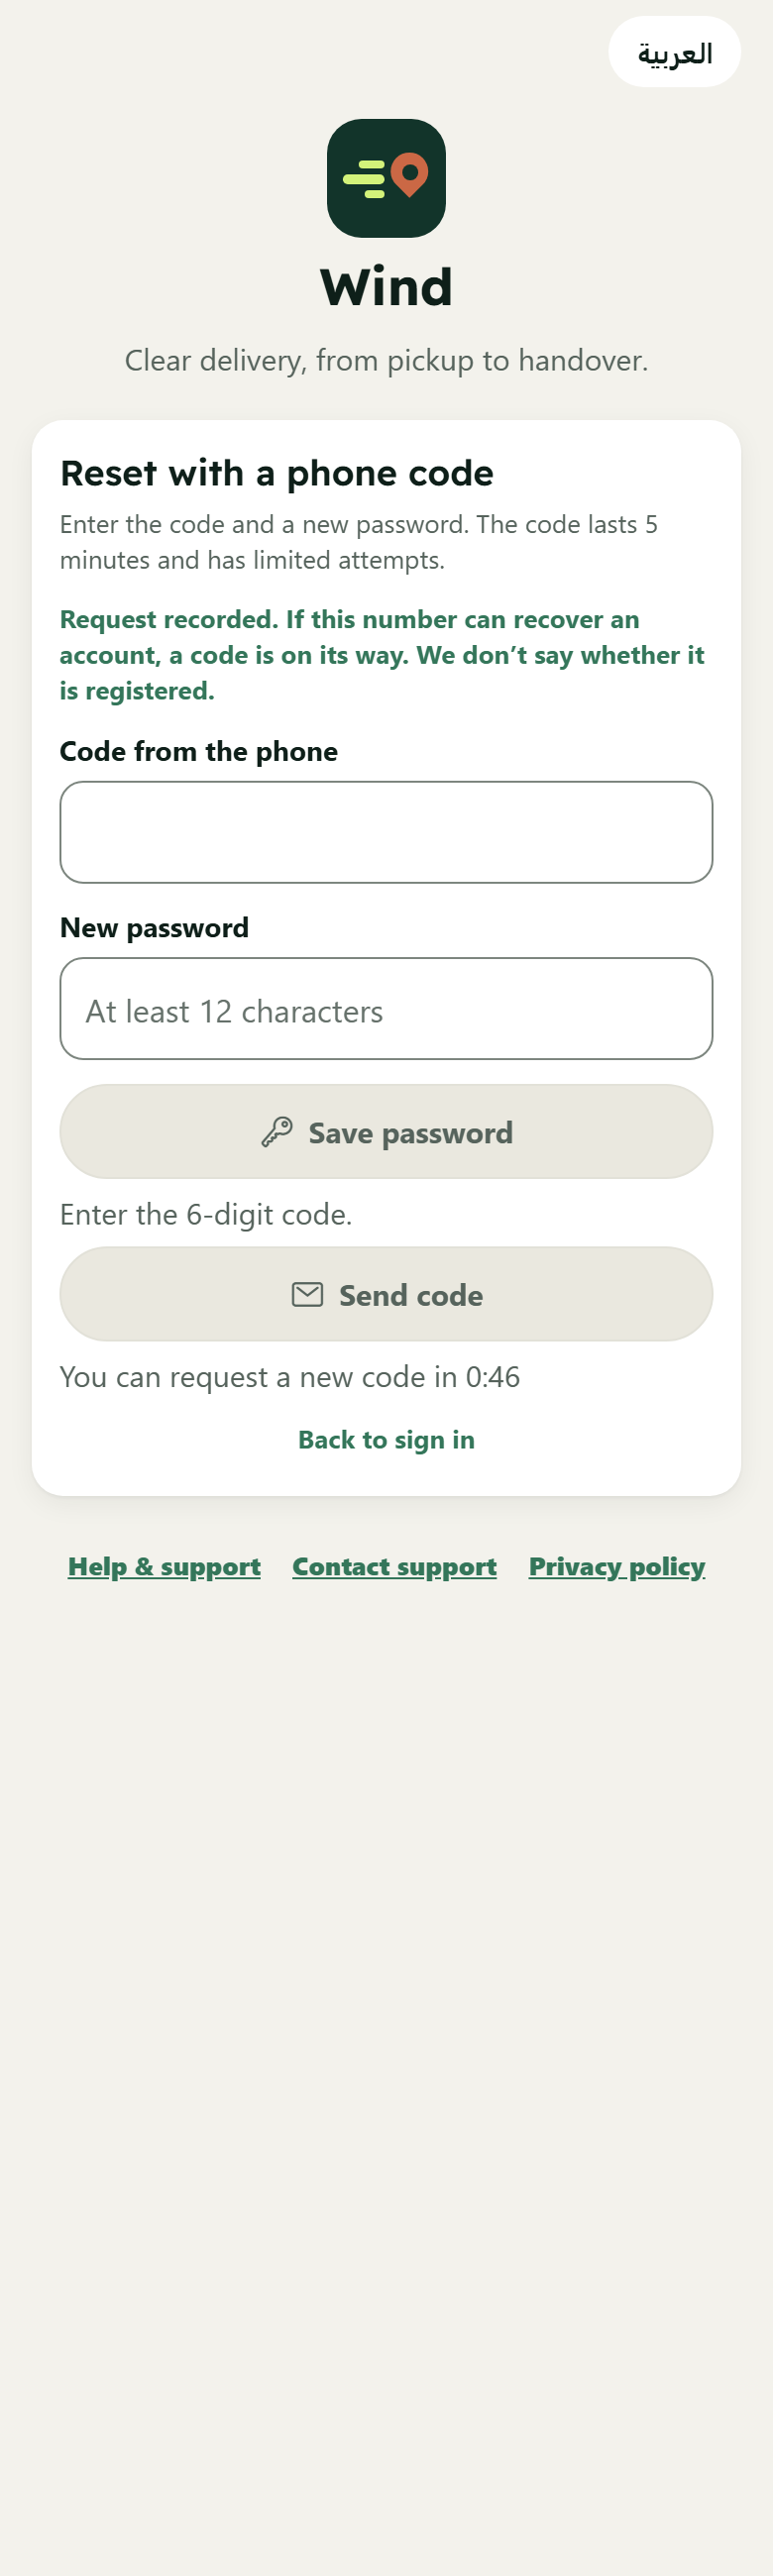 العربية
Wind
Clear delivery, from pickup to handover.
Reset with a phone code
Enter the code and a new password. The code lasts 5
minutes and has limited attempts.
Request recorded. If this number can recover an
account, a code is on its way. We don’t say whether it
is registered.
Code from the phone
New password
At least 12 characters
Save password
Enter the 6-digit code.
Send code
You can request a new code in 0:46
Back to sign in
Help & support Contact support Privacy policy